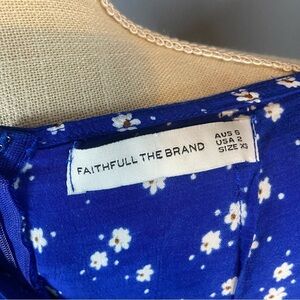 FAITHFULL THE BRAND
AUS 6
USA 2
SIZE XS